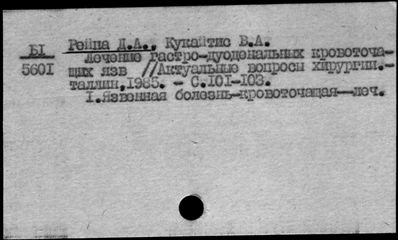 Рейпа Д.А., Кукайтис В.А.
Б1 Лечение гастро-дуоденальных кровоточа-
5601 щих язв //Актуальные вопросы хирургии.-
Таллин,1985. - С.101-103.
1.Язвенная болезнь-кровоточащая--леч.